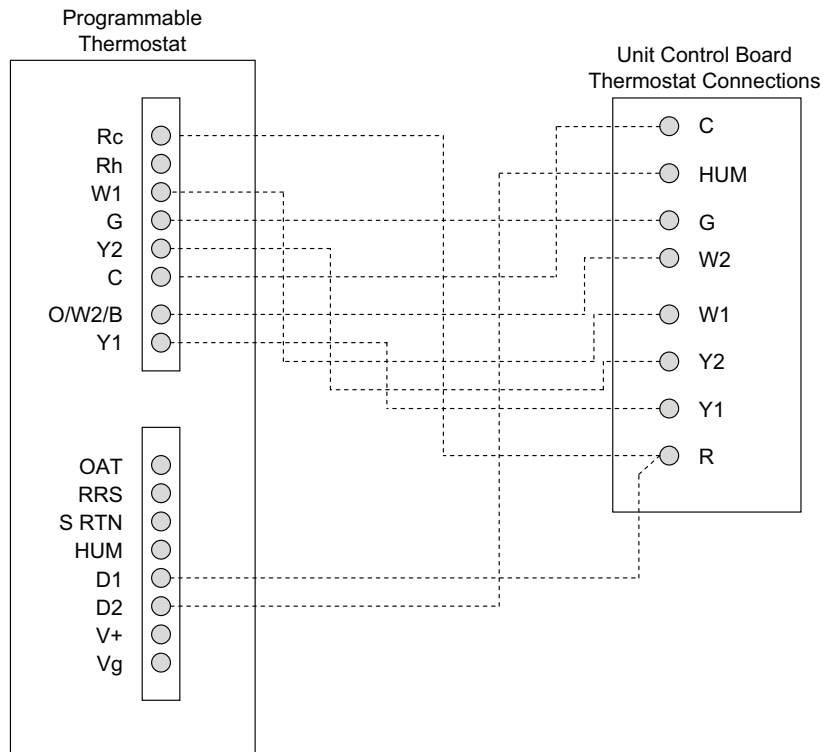 Programmable
Thermostat
Rc
Rh
W1
G
Y2
C
O/W2/B
Y1
OAT
RRS
S RTN
HUM
D1
D2
V+
Vg
Unit Control Board
Thermostat Connections
C
HUM
G
W2
W1
Y2
Y1
R